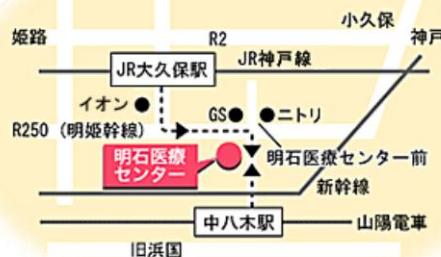 小久保
姫路
R2
神戸
JR大久保駅
JR神戸線
イオン
GS
ニトリ
R250（明姫幹線）
明石医療センター前
明石医療
センター
新幹線
中八木駅
山陽電車
旧浜国